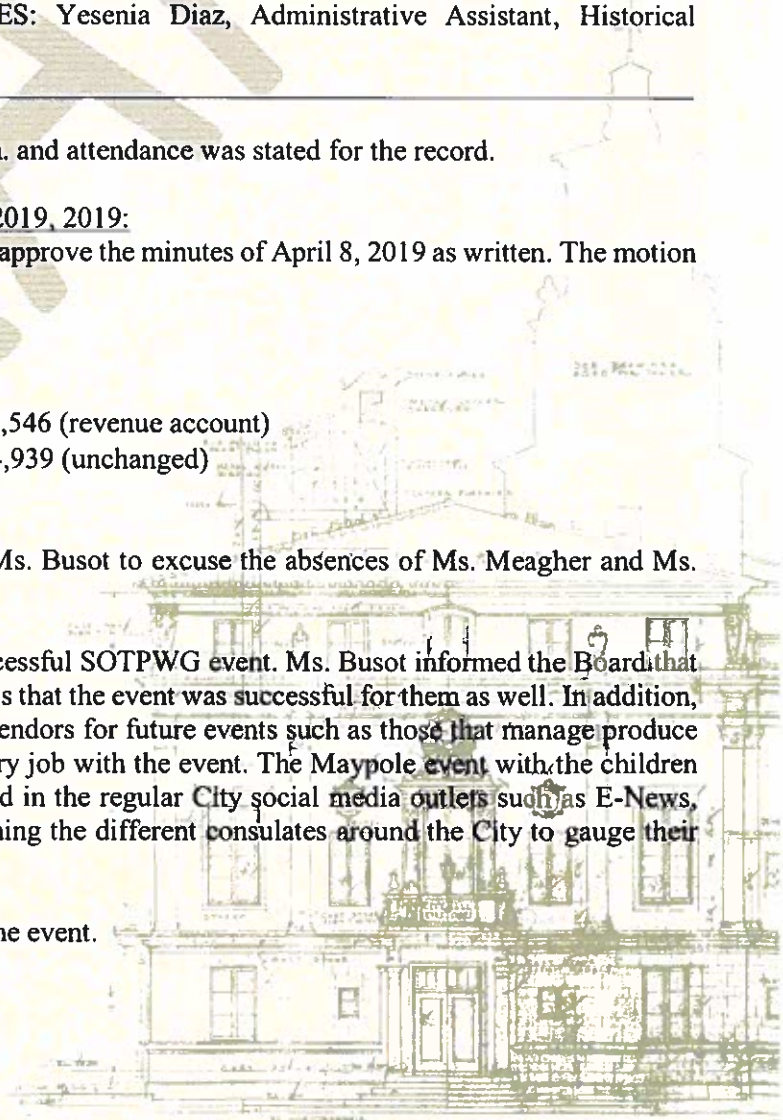 ES: Yesenia Diaz, Administrative Assistant, Historical
. and attendance was stated for the record.
2019, 2019:
approve the minutes of April 8, 2019 as written. The motion
,546 (revenue account)
,939 (unchanged)
Ms. Busot to excuse the absences of Ms. Meagher and Ms.
cessful SOTPWG event. Ms. Busot informed the Board that
s that the event was successful for them as well. In addition,
endors for future events such as those that manage produce
ry job with the event. The Maypole event with the children
d in the regular City social media outlets such as E-News,
ning the different consulates around the City to gauge their
ne event.